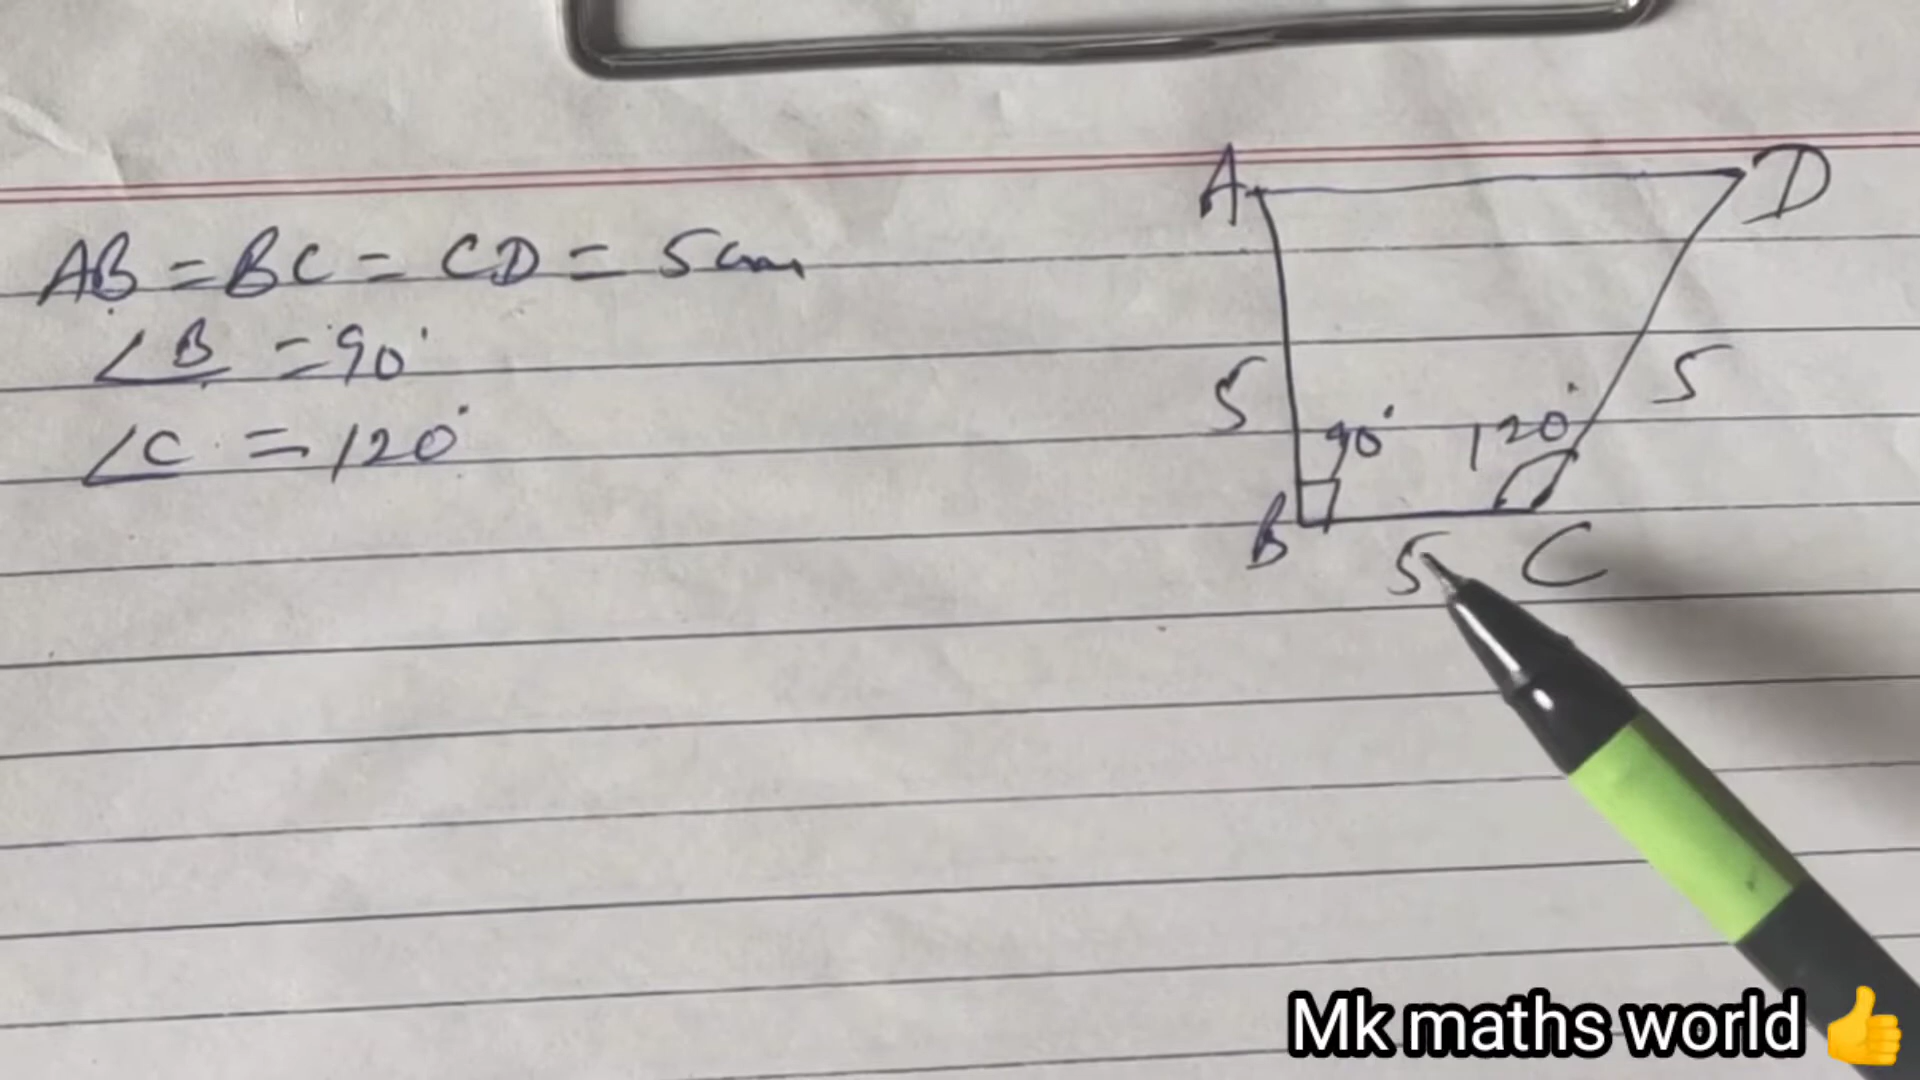 AB = BC = CD = 5cm
∠B = 90°
∠C = 120°
A D
5 5
90° 120°
B 5 C
Mk maths world 👍